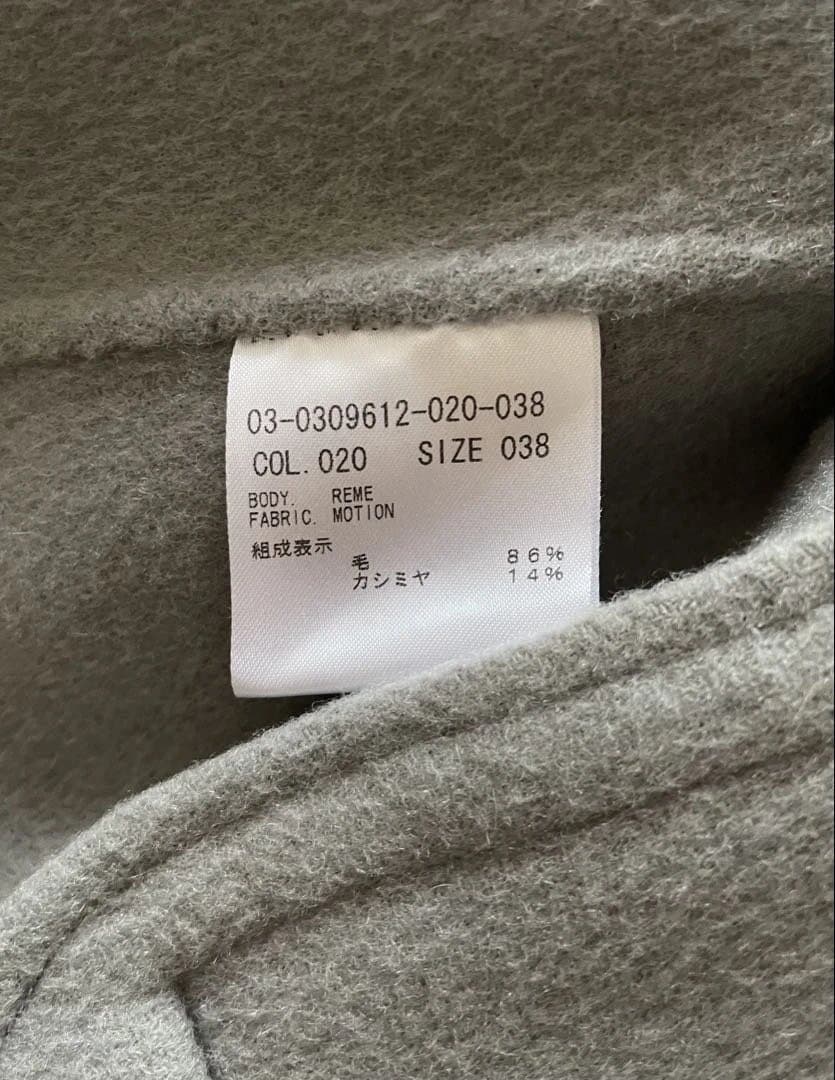 03-0309612-020-038
COL.020 SIZE 038
BODY. REME
FABRIC. MOTION
組成表示
毛 86%
カシミヤ 14%